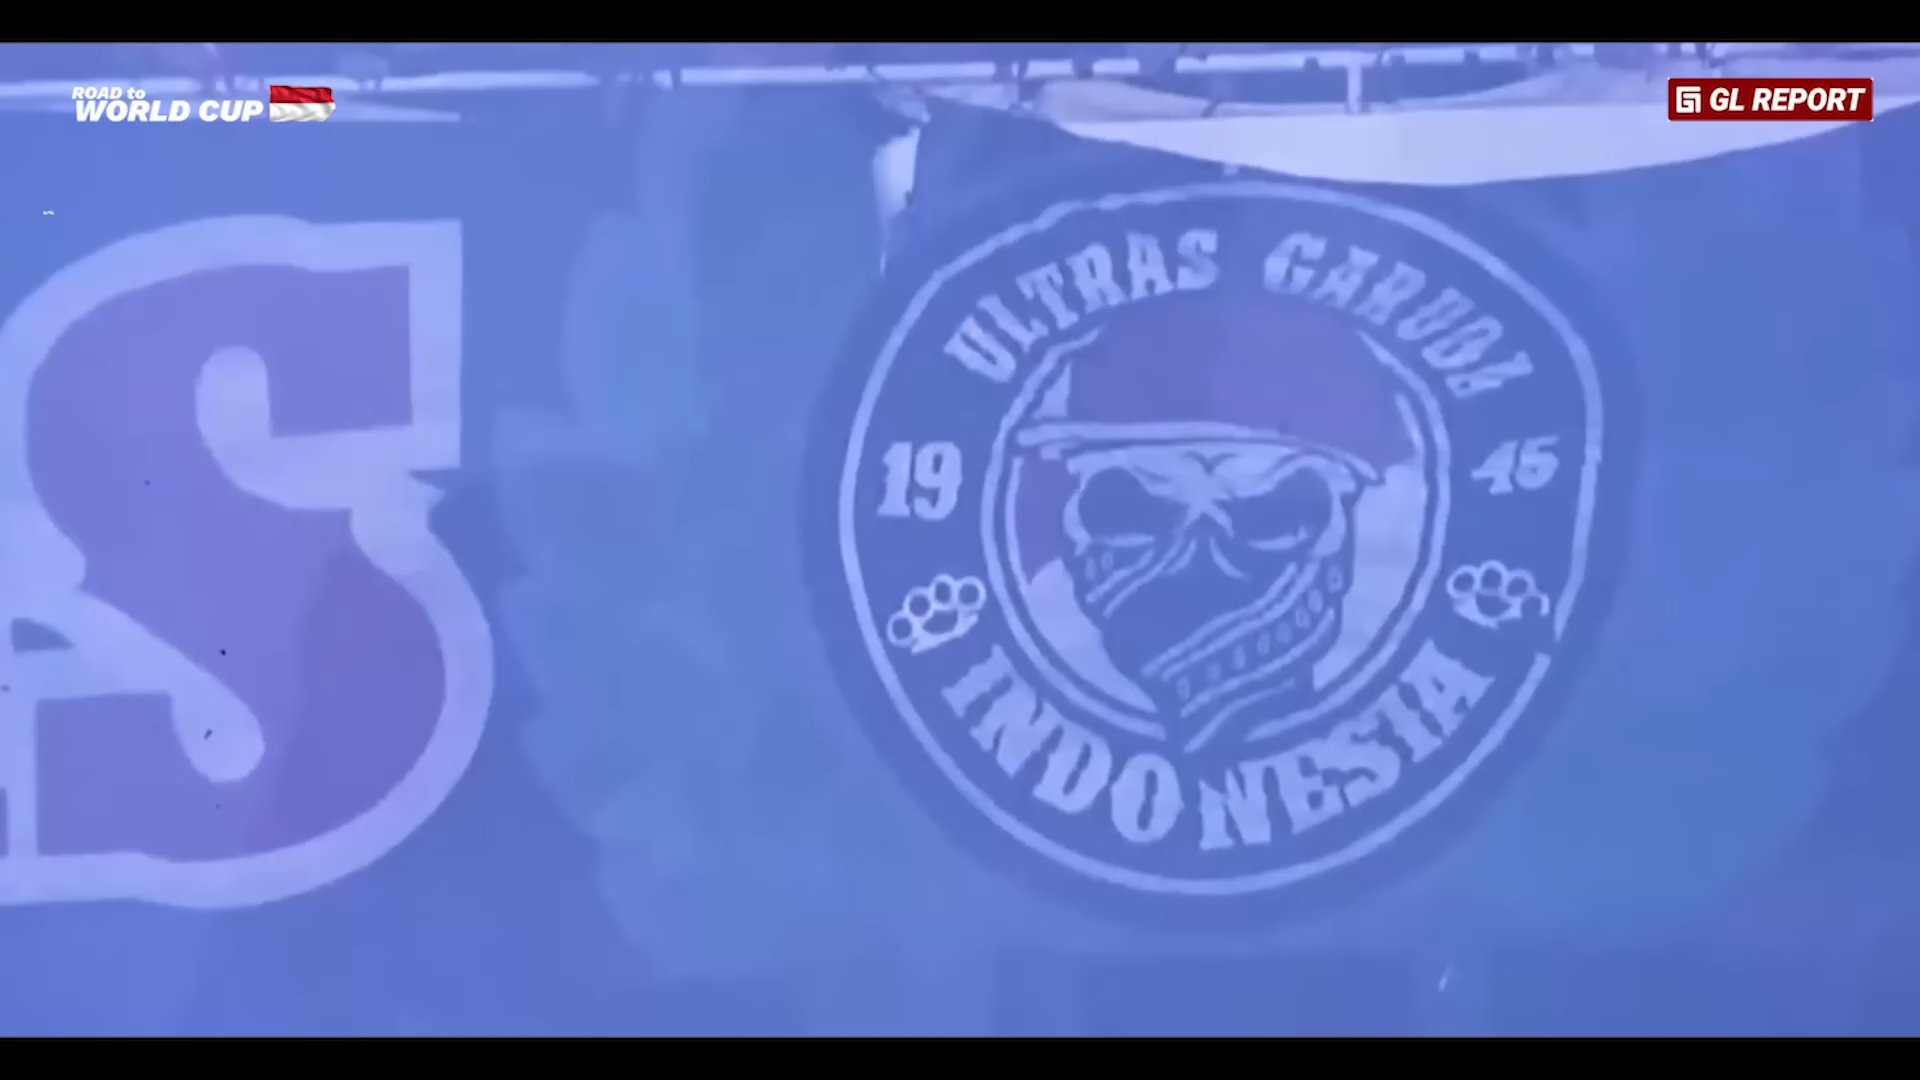 ROAD to
WORLD CUP
GL REPORT
S
ULTRAS GARUDA
19 45
INDONESIA